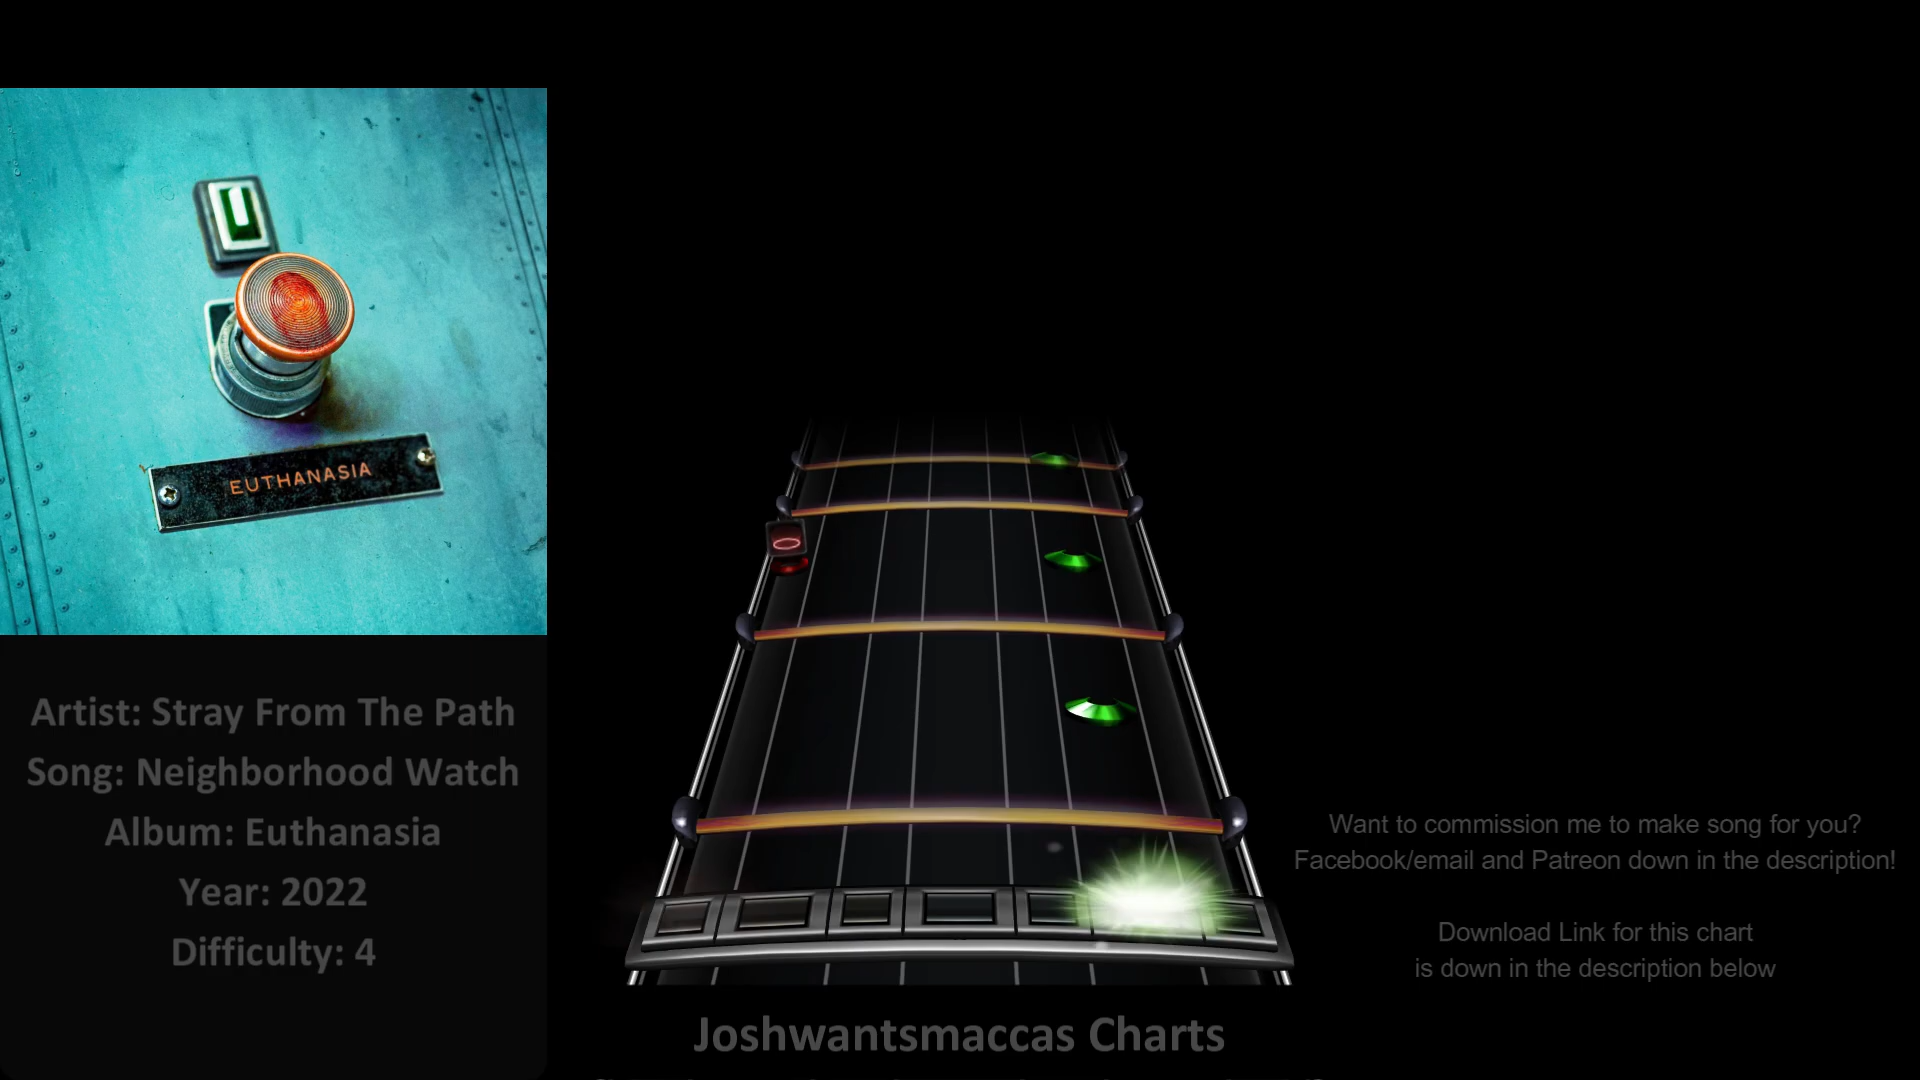 EUTHANASIA
Artist: Stray From The Path
Song: Neighborhood Watch
Album: Euthanasia
Year: 2022
Difficulty: 4
Want to commission me to make song for you?
Facebook/email and Patreon down in the description!
Download Link for this chart
is down in the description below
Joshwantsmaccas Charts